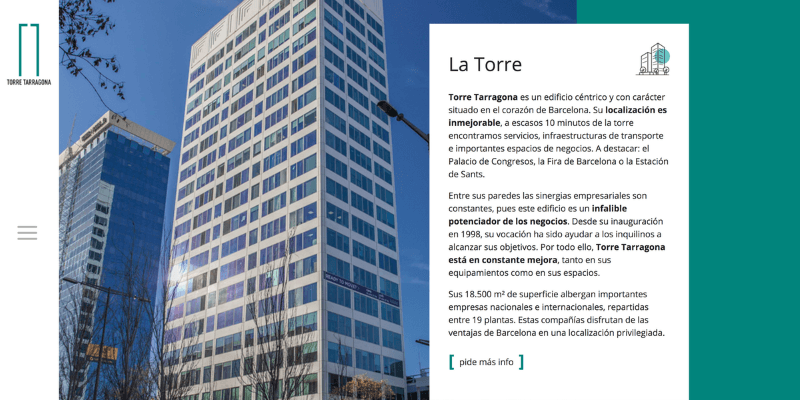 TORRE TARRAGONA
La Torre
Torre Tarragona es un edificio céntrico y con carácter
situado en el corazón de Barcelona. Su localización es
inmejorable, a escasos 10 minutos de la torre
encontramos servicios, infraestructuras de transporte
e importantes espacios de negocios. A destacar: el
Palacio de Congresos, la Fira de Barcelona o la Estación
de Sants.
Entre sus paredes las sinergias empresariales son
constantes, pues este edificio es un infalible
potenciador de los negocios. Desde su inauguración
en 1998, su vocación ha sido ayudar a los inquilinos a
alcanzar sus objetivos. Por todo ello, Torre Tarragona
está en constante mejora, tanto en sus
equipamientos como en sus espacios.
Sus 18.500 m² de superficie albergan importantes
empresas nacionales e internacionales, repartidas
entre 19 plantas. Estas compañías disfrutan de las
ventajas de Barcelona en una localización privilegiada.
[ pide más info ]